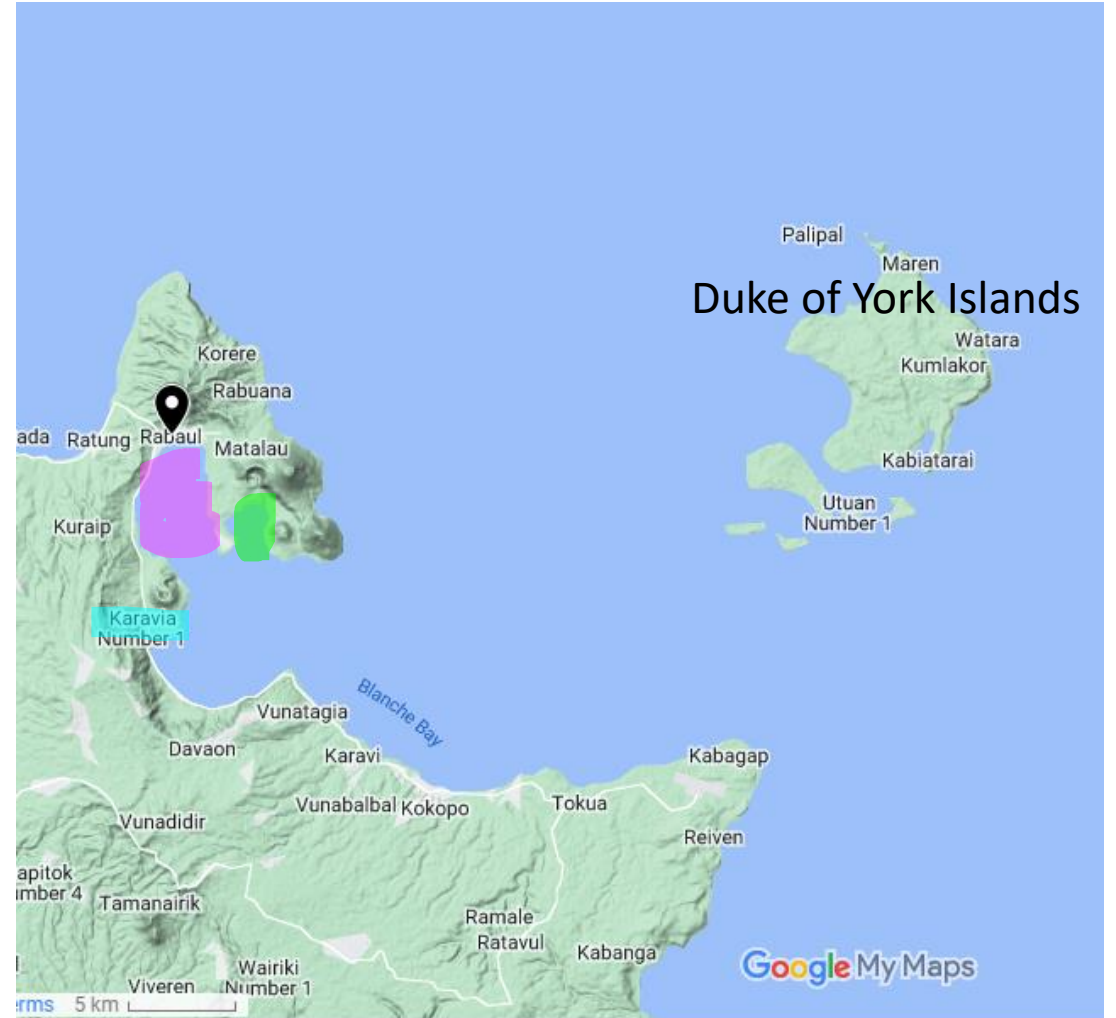 Palipal
Maren
Duke of York Islands
Watara
Korere
Kumlakor
Rabuana
ada Ratung Rabaul
Matalau
Kabiatarai
Utuan
Number 1
Kuraip
Karavia
Number 1
Blanche Bay
Vunatagia
Davaon
Karavi
Kabagap
Vunabalbal Kokopo
Tokua
Vunadidir
Reiven
apitok
mber 4
Tamanairik
Ramale
Ratavul
Kabanga
Wairiki
Number 1
Viveren
Google My Maps
erms 5 km